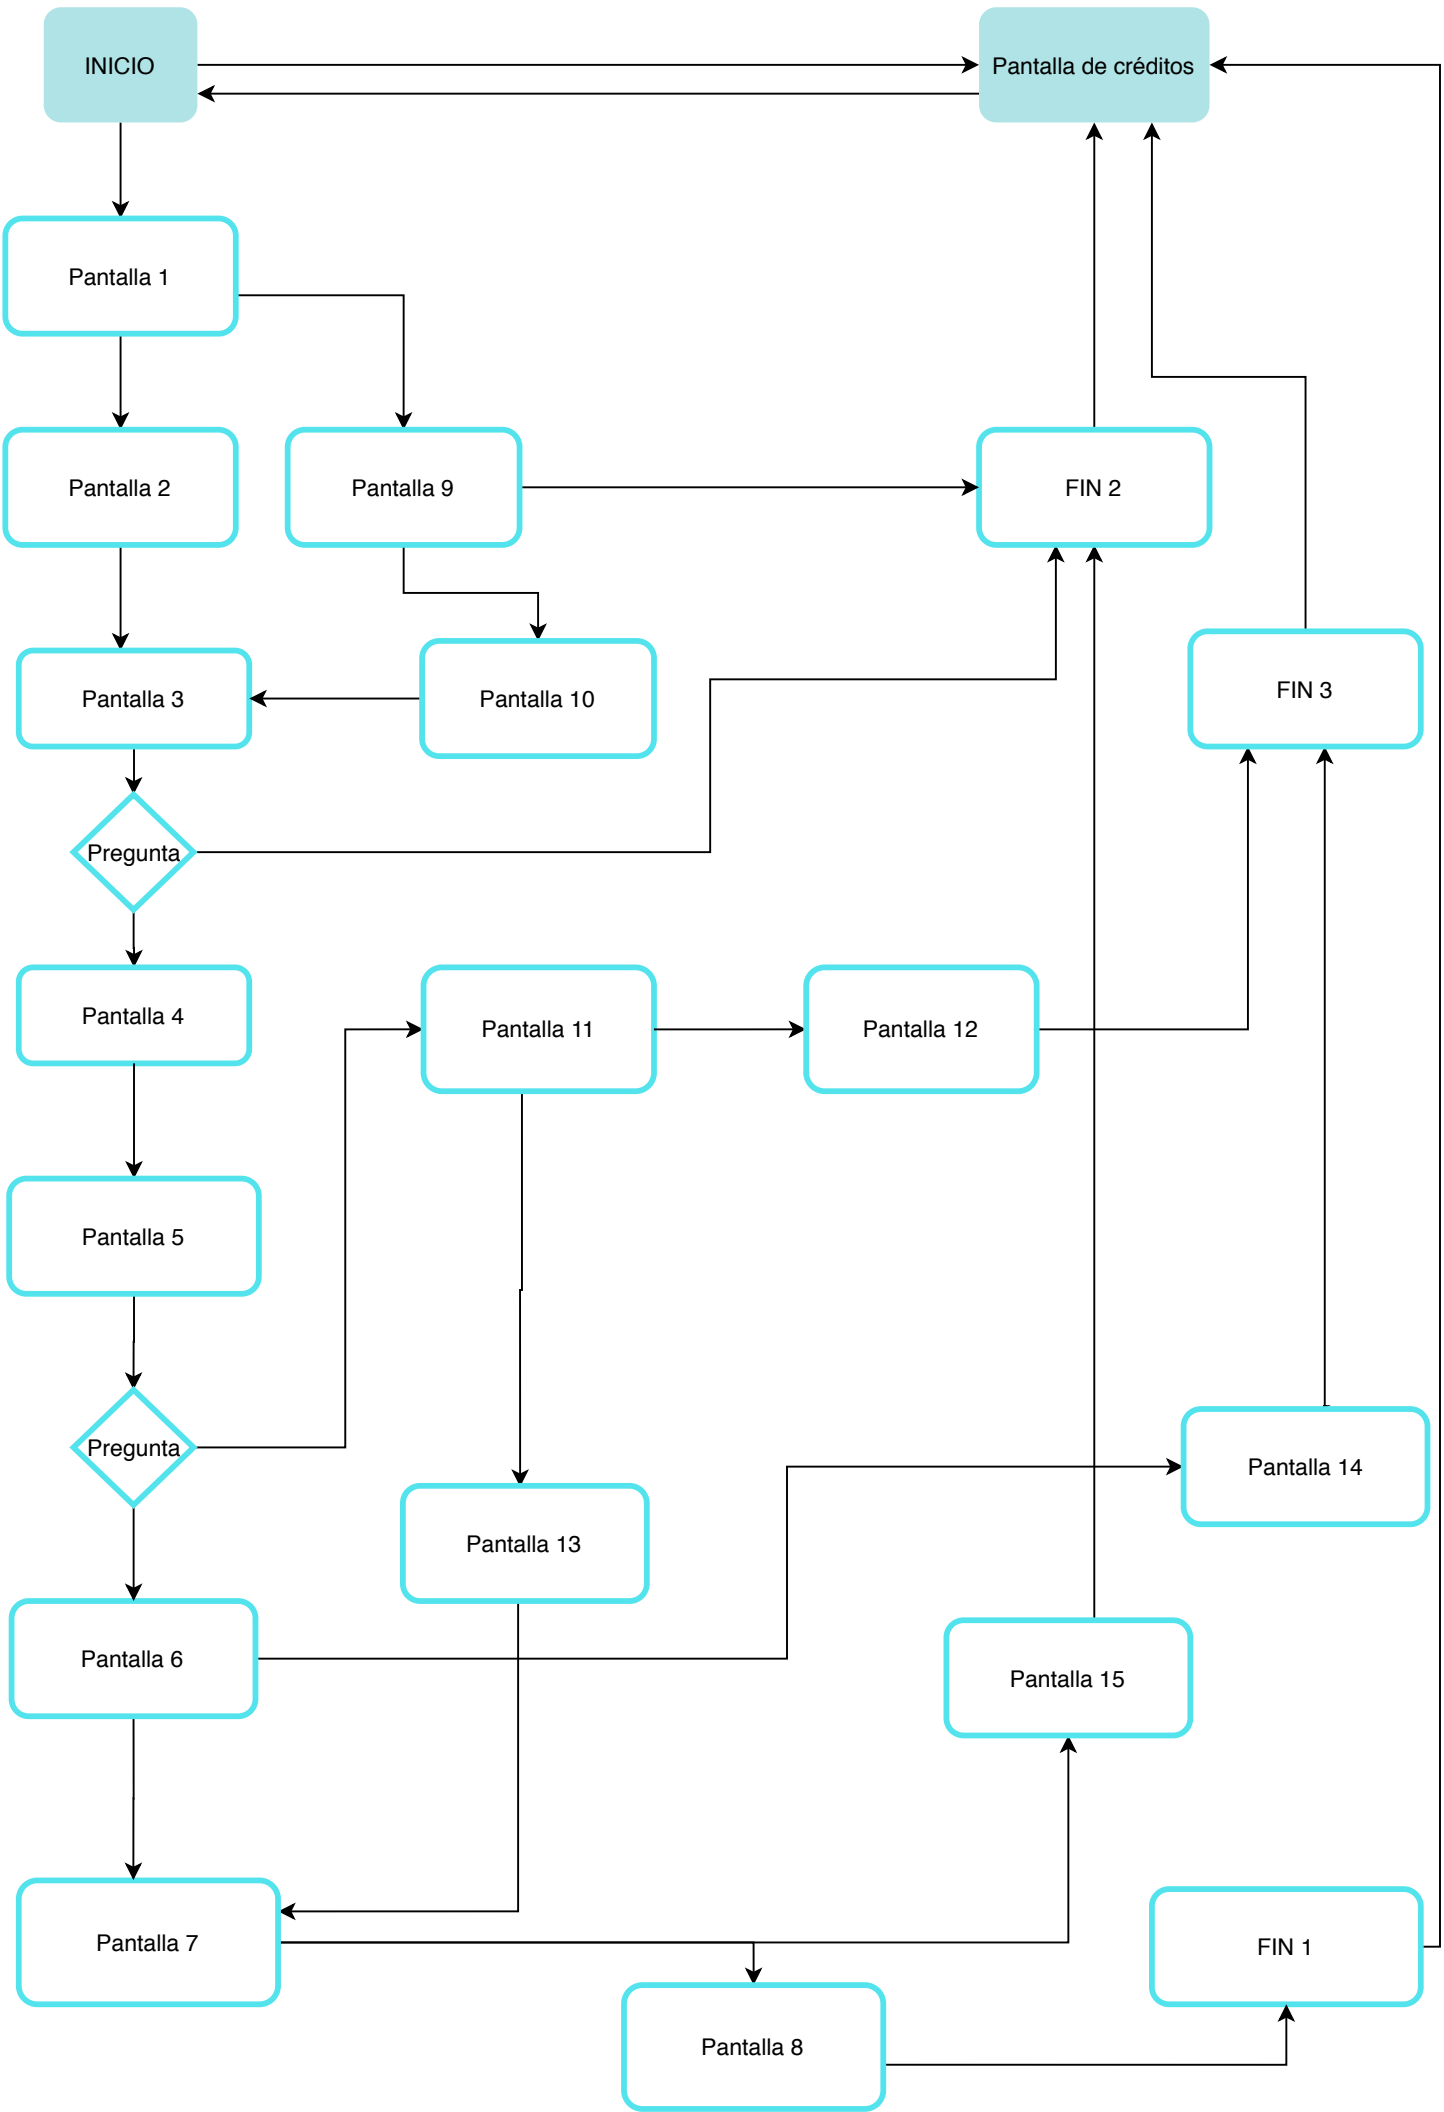 INICIO
Pantalla de créditos
Pantalla 1
Pantalla 2
Pantalla 9
FIN 2
Pantalla 3
Pantalla 10
FIN 3
Pregunta
Pantalla 4
Pantalla 11
Pantalla 12
Pantalla 5
Pregunta
Pantalla 14
Pantalla 13
Pantalla 6
Pantalla 15
Pantalla 7
FIN 1
Pantalla 8